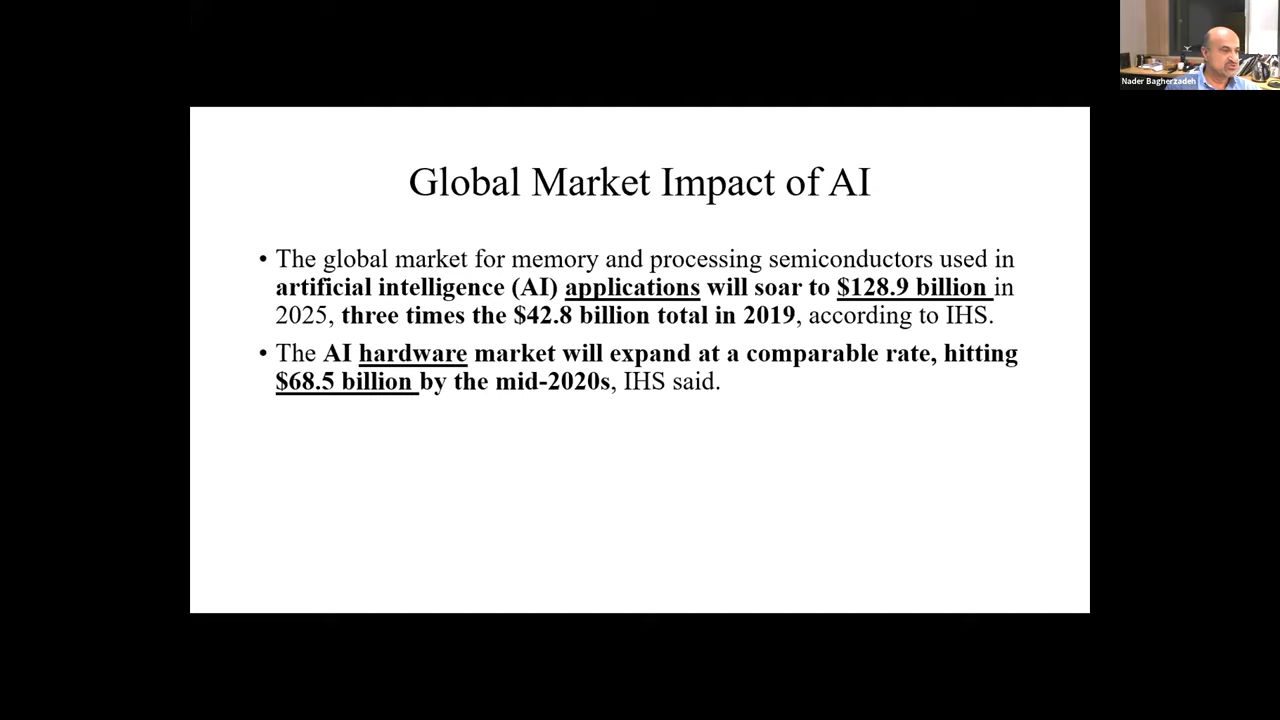 Nader Bagherzadeh
Global Market Impact of AI
• The global market for memory and processing semiconductors used in
artificial intelligence (AI) applications will soar to $128.9 billion in
2025, three times the $42.8 billion total in 2019, according to IHS.
• The AI hardware market will expand at a comparable rate, hitting
$68.5 billion by the mid-2020s, IHS said.